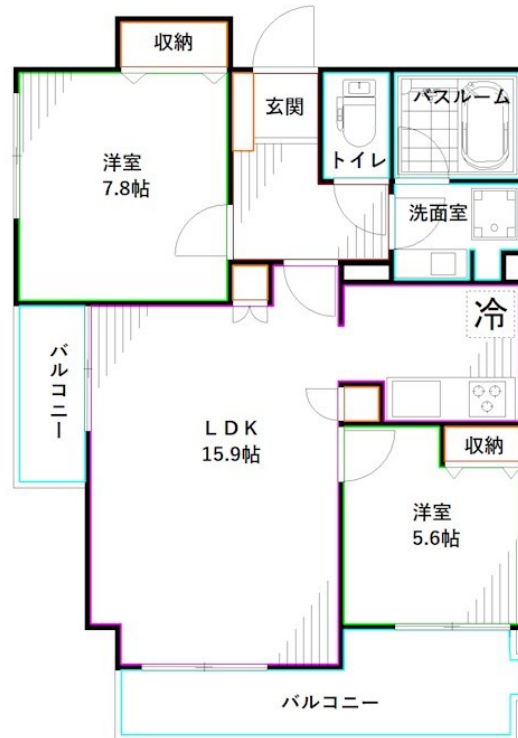 収納
玄関
トイレ
バスルーム
洋室
7.8帖
洗面室
冷
バルコニー
LDK
15.9帖
収納
洋室
5.6帖
バルコニー